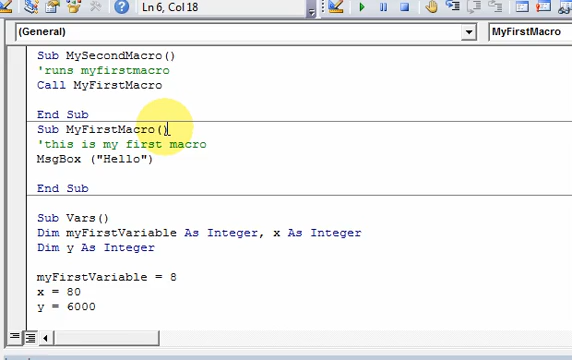 Ln 6, Col 18
(General)
MyFirstMacro
Sub MySecondMacro()
'runs myfirstmacro
Call MyFirstMacro
End Sub
Sub MyFirstMacro()
'this is my first macro
MsgBox ("Hello")
End Sub
Sub Vars()
Dim myFirstVariable As Integer, x As Integer
Dim y As Integer
myFirstVariable = 8
x = 80
y = 6000